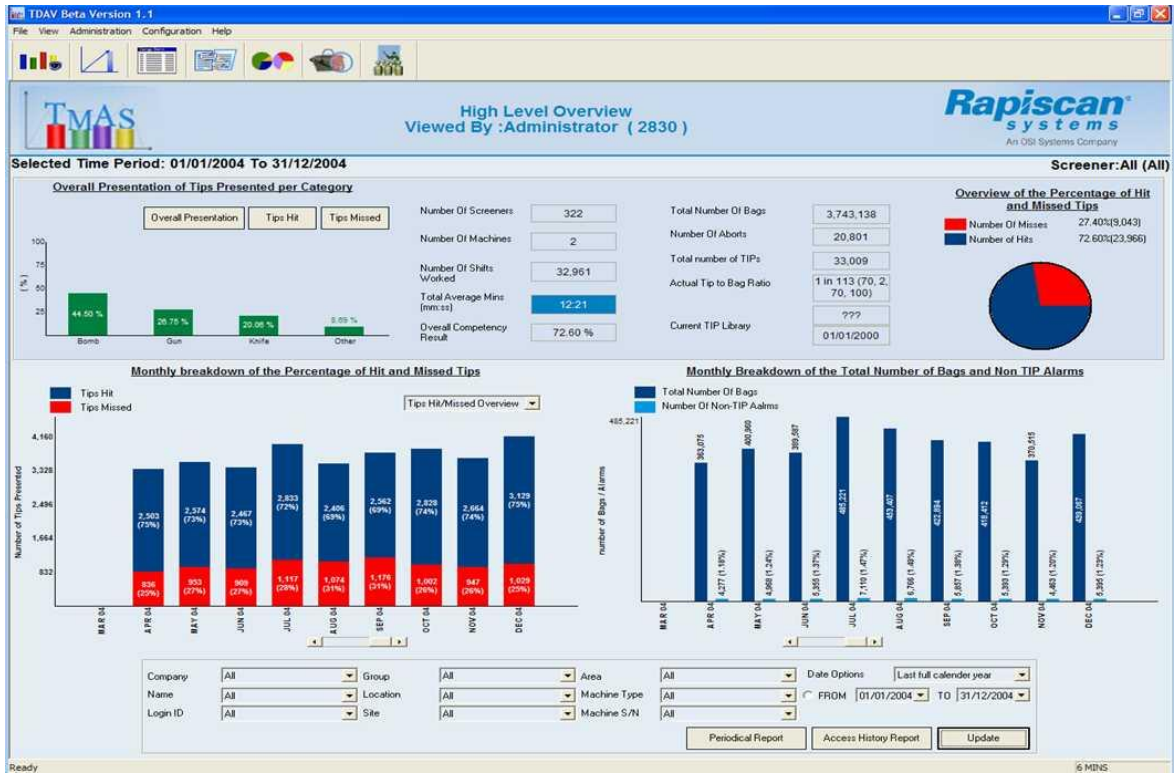 TDAV Beta Version 1.1
File View Administration Configuration Help
TMAS
High Level Overview
Viewed By :Administrator ( 2830 )
Rapiscan
systems
An OSI Systems Company
Selected Time Period: 01/01/2004 To 31/12/2004
Screener:All (All)
Overall Presentation of Tips Presented per Category
Overall Presentation
Tips Hit
Tips Missed
100
75
50
25
( % )
44.50 %
26.75 %
20.06 %
8.69 %
Bomb
Gun
Knife
Other
Number Of Screeners 322
Number Of Machines 2
Number Of Shifts Worked 32,961
Total Average Mins (mm:ss) 12:21
Overall Competency Result 72.60 %
Total Number Of Bags 3,743,138
Number Of Aborts 20,801
Total number of TIPs 33,009
Actual Tip to Bag Ratio 1 in 113 (70, 2, 70, 100)
Current TIP Library ???
01/01/2000
Overview of the Percentage of Hit
and Missed Tips
Number Of Misses 27.40%(9,043)
Number of Hits 72.60%(23,966)
Monthly breakdown of the Percentage of Hit and Missed Tips
Tips Hit
Tips Missed
Tips Hit/Missed Overview
Number of Tips Presented
4,160
3,328
2,496
1,664
832
2,503 (75%)
2,574 (73%)
2,467 (73%)
2,833 (72%)
2,406 (69%)
2,562 (69%)
2,828 (74%)
2,664 (74%)
3,129 (75%)
836 (25%)
953 (27%)
909 (27%)
1,117 (28%)
1,074 (31%)
1,176 (31%)
1,002 (26%)
947 (26%)
1,029 (25%)
MAR 04
APR 04
MAY 04
JUN 04
JUL 04
AUG 04
SEP 04
OCT 04
NOV 04
DEC 04
Monthly Breakdown of the Total Number of Bags and Non TIP Alarms
Total Number Of Bags
Number Of Non-TIP Aalrms
485,221
number of Bags / Alarms
363,075
4,277 (1.18%)
400,960
4,968 (1.24%)
5,355 (1.37%)
485,221
7,110 (1.47%)
453,407
6,766 (1.49%)
422,894
5,857 (1.38%)
418,412
5,393 (1.29%)
370,515
4,463 (1.20%)
439,067
5,395 (1.23%)
MAR 04
APR 04
MAY 04
JUN 04
JUL 04
AUG 04
SEP 04
OCT 04
NOV 04
DEC 04
Company All Group All Area All Date Options Last full calender year
Name All Location All Machine Type All FROM 01/01/2004 TO 31/12/2004
Login ID All Site All Machine S/N All
Periodical Report
Access History Report
Update
Ready
6 MINS